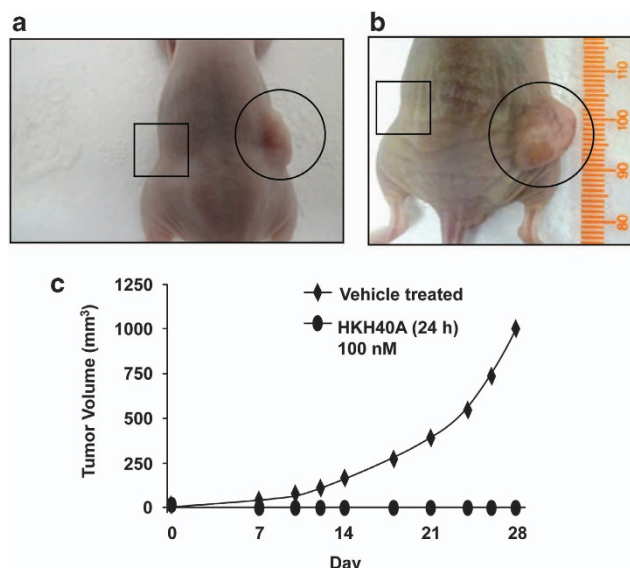 a
b
110
100
90
80
c
1250
1000
750
500
250
0
Tumor Volume (mm³)
Vehicle treated
HKH40A (24 h)
100 nM
0 7 14 21 28
Day